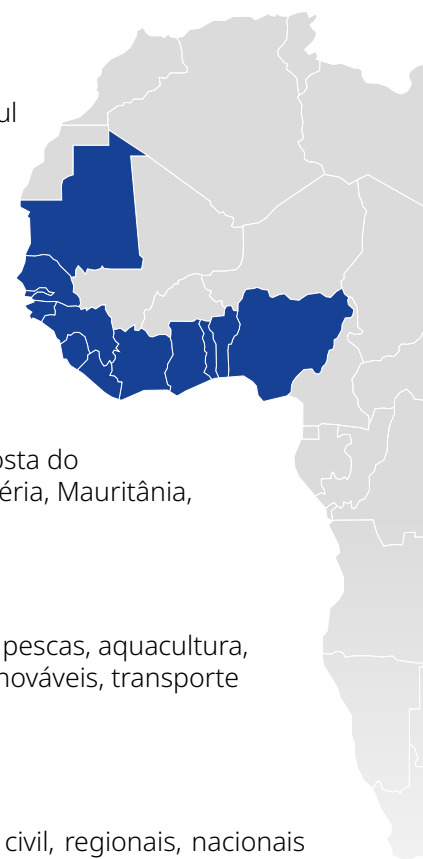 ul
osta do
éria, Mauritânia,
pescas, aquacultura,
nováveis, transporte
civil, regionais, nacionais